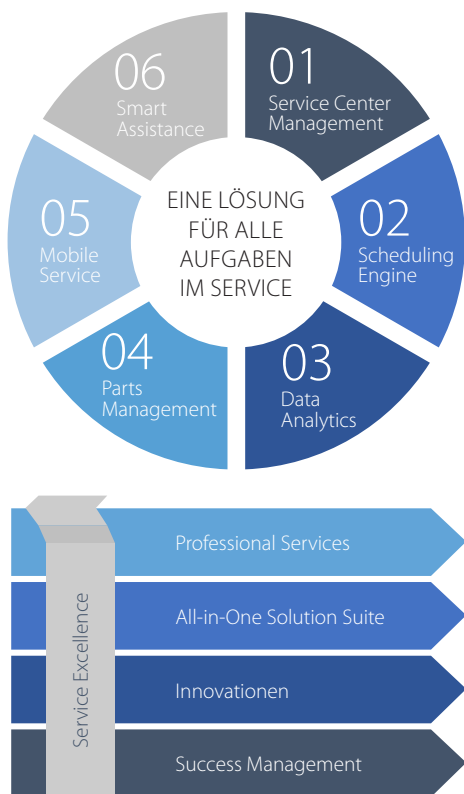 01
Service Center
Management
02
Scheduling
Engine
03
Data
Analytics
04
Parts
Management
05
Mobile
Service
06
Smart
Assistance
EINE LÖSUNG
FÜR ALLE
AUFGABEN
IM SERVICE
Service Excellence
Professional Services
All-in-One Solution Suite
Innovationen
Success Management